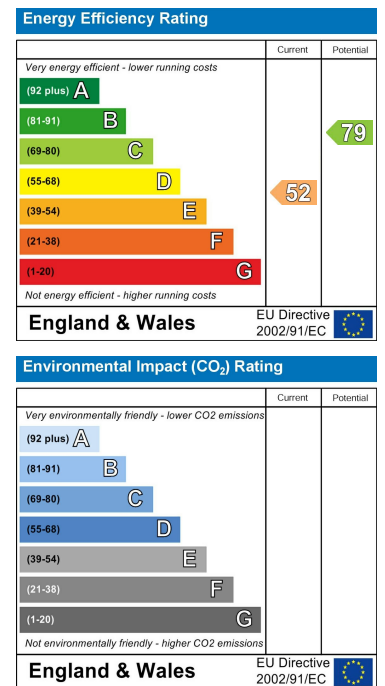 Energy Efficiency Rating
Current Potential
Very energy efficient - lower running costs
(92 plus) A
(81-91) B
79
(69-80) C
(55-68) D
52
(39-54) E
(21-38) F
(1-20) G
Not energy efficient - higher running costs
England & Wales
EU Directive
2002/91/EC
Environmental Impact (CO₂) Rating
Current Potential
Very environmentally friendly - lower CO2 emissions
(92 plus) A
(81-91) B
(69-80) C
(55-68) D
(39-54) E
(21-38) F
(1-20) G
Not environmentally friendly - higher CO2 emissions
England & Wales
EU Directive
2002/91/EC